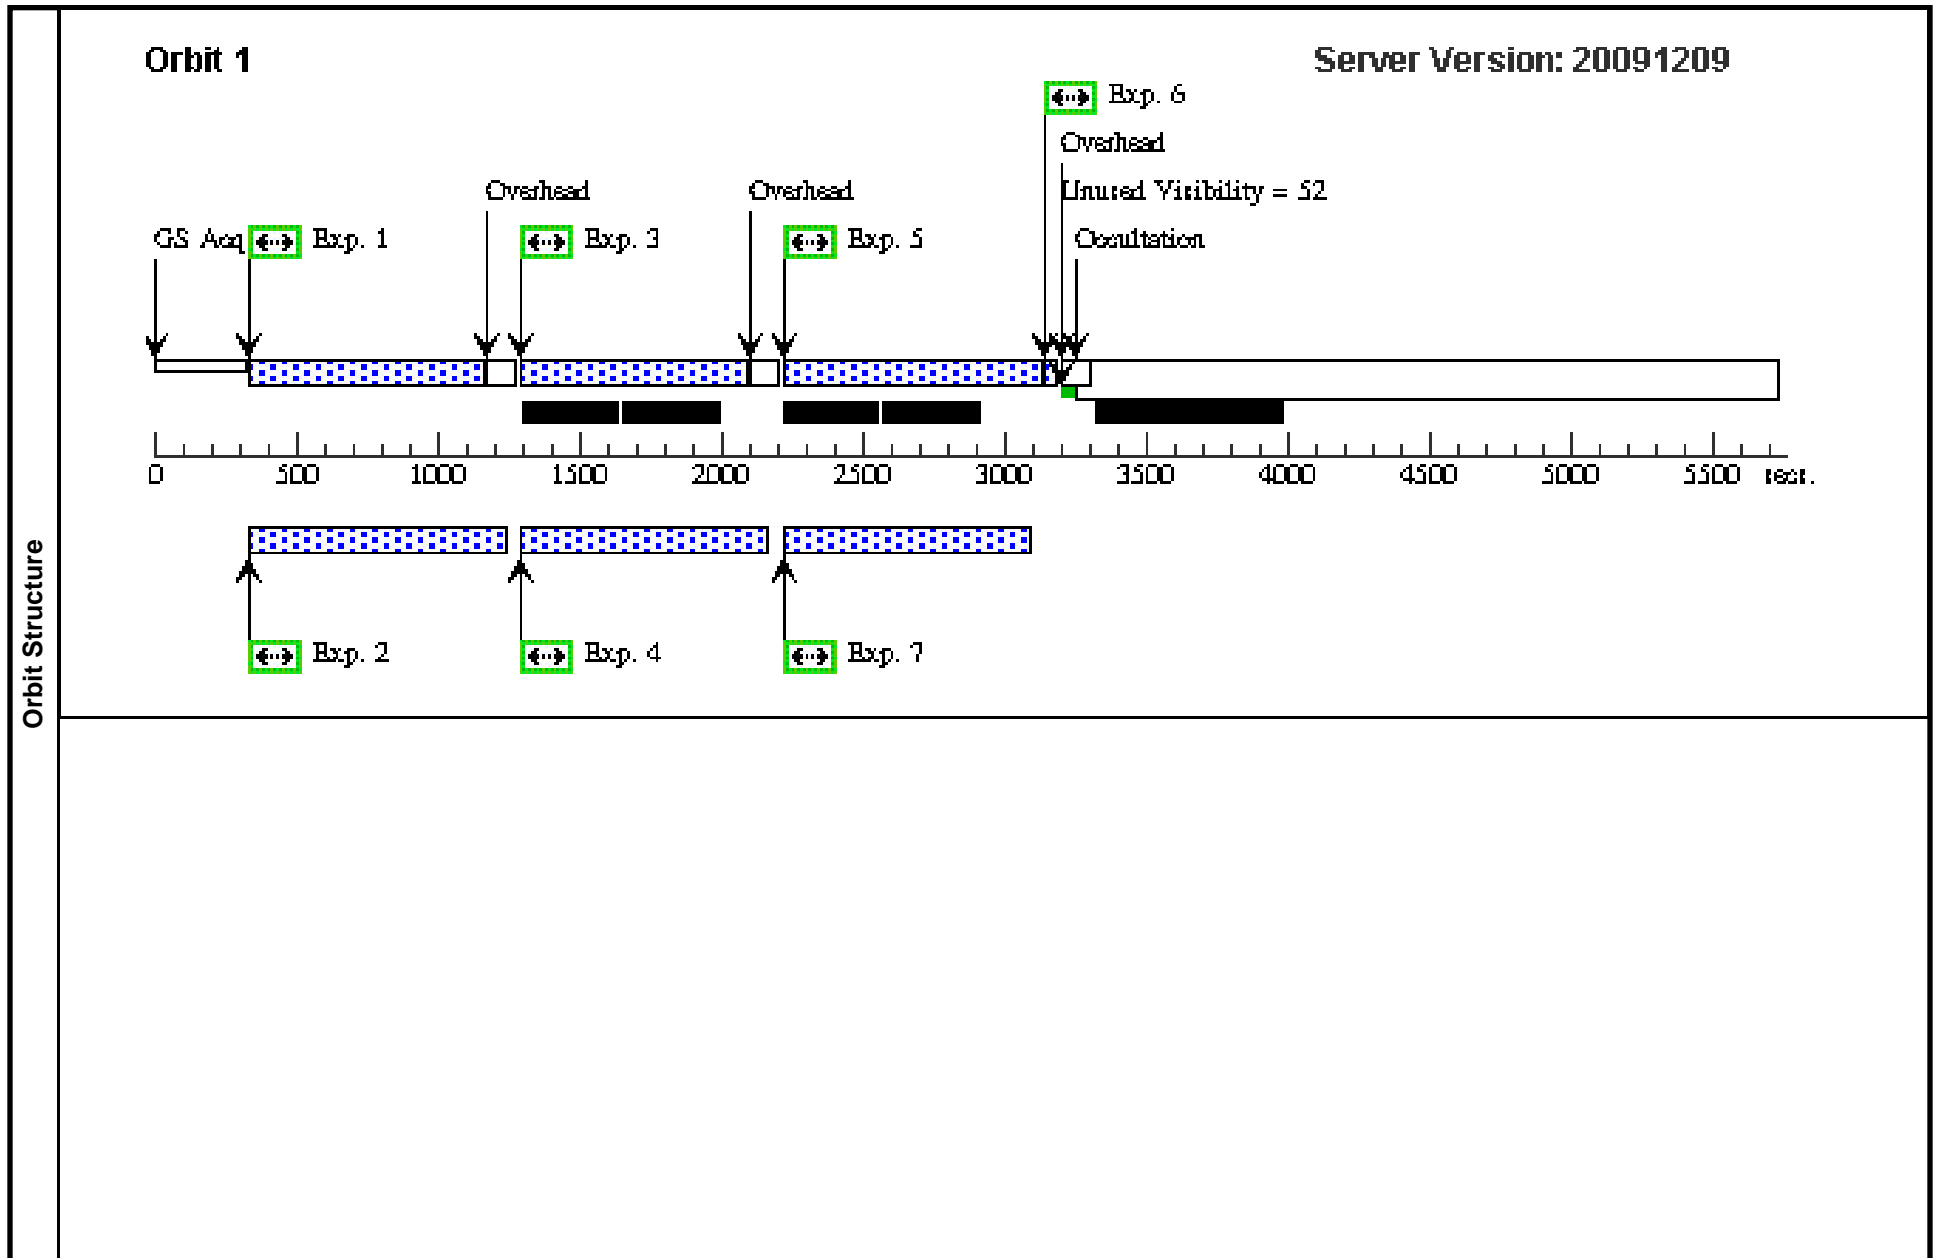 Orbit 1
Server Version: 20091209
Exp. 6
Overhead
Overhead
Overhead
Unused Visibility = 52
GS Acq
Exp. 1
Exp. 3
Exp. 5
Occultation
0 500 1000 1500 2000 2500 3000 3500 4000 4500 5000 5500 secs.
Exp. 2
Exp. 4
Exp. 7
Orbit Structure